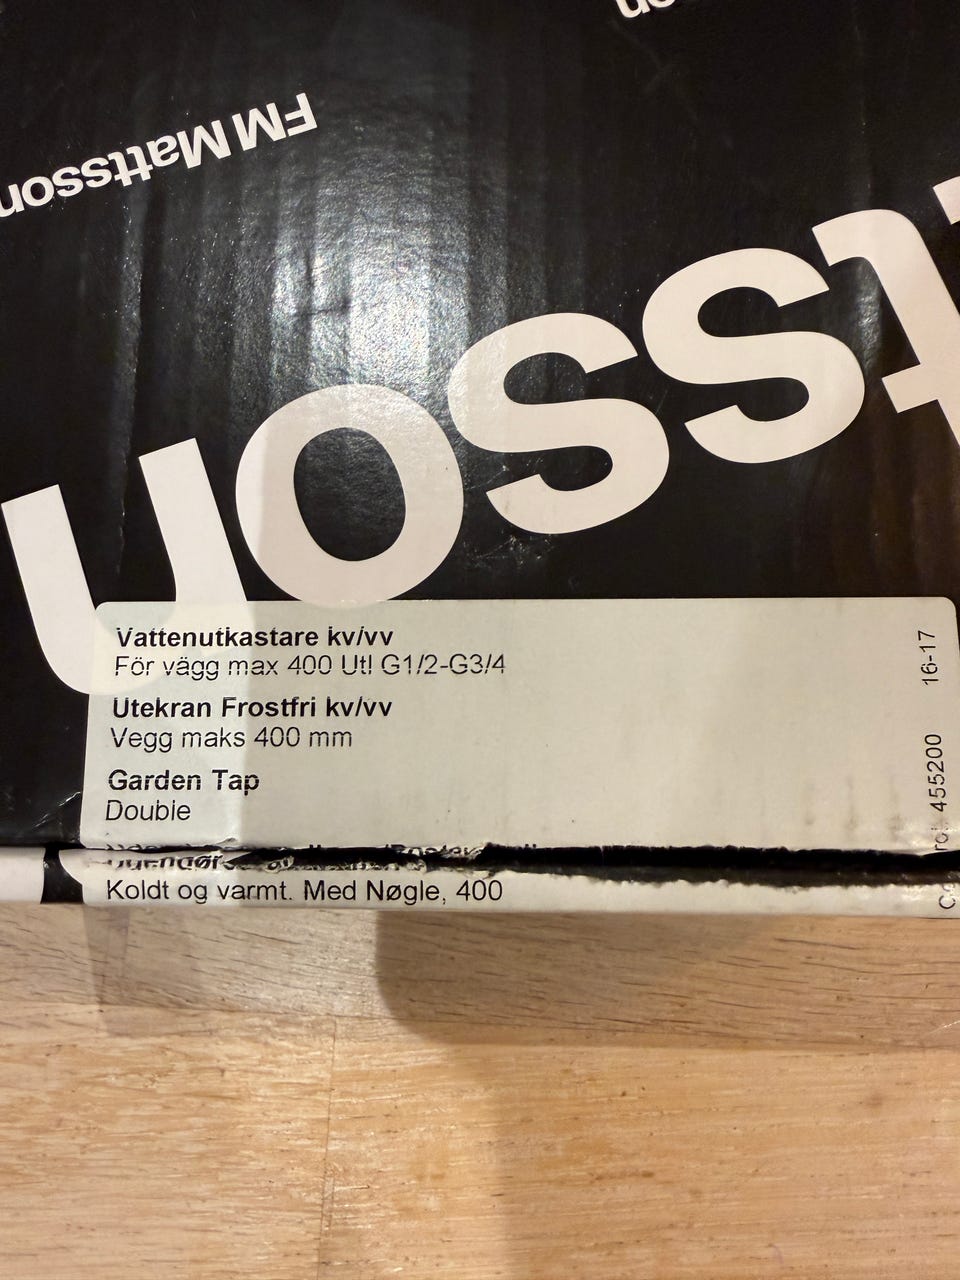 FM Mattsson
Vattenutkastare kv/vv
För vägg max 400 Utl G1/2-G3/4
Utekran Frostfri kv/vv
Vegg maks 400 mm
Garden Tap
Double
Koldt og varmt. Med Nøgle, 400
16-17
455200